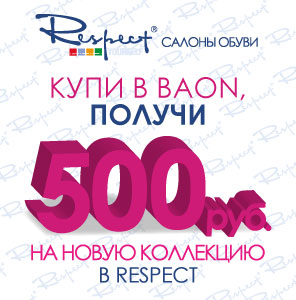 Respect® САЛОНЫ ОБУВИ
КУПИ В BAON,
ПОЛУЧИ
500 руб.
НА НОВУЮ КОЛЛЕКЦИЮ
В RESPECT